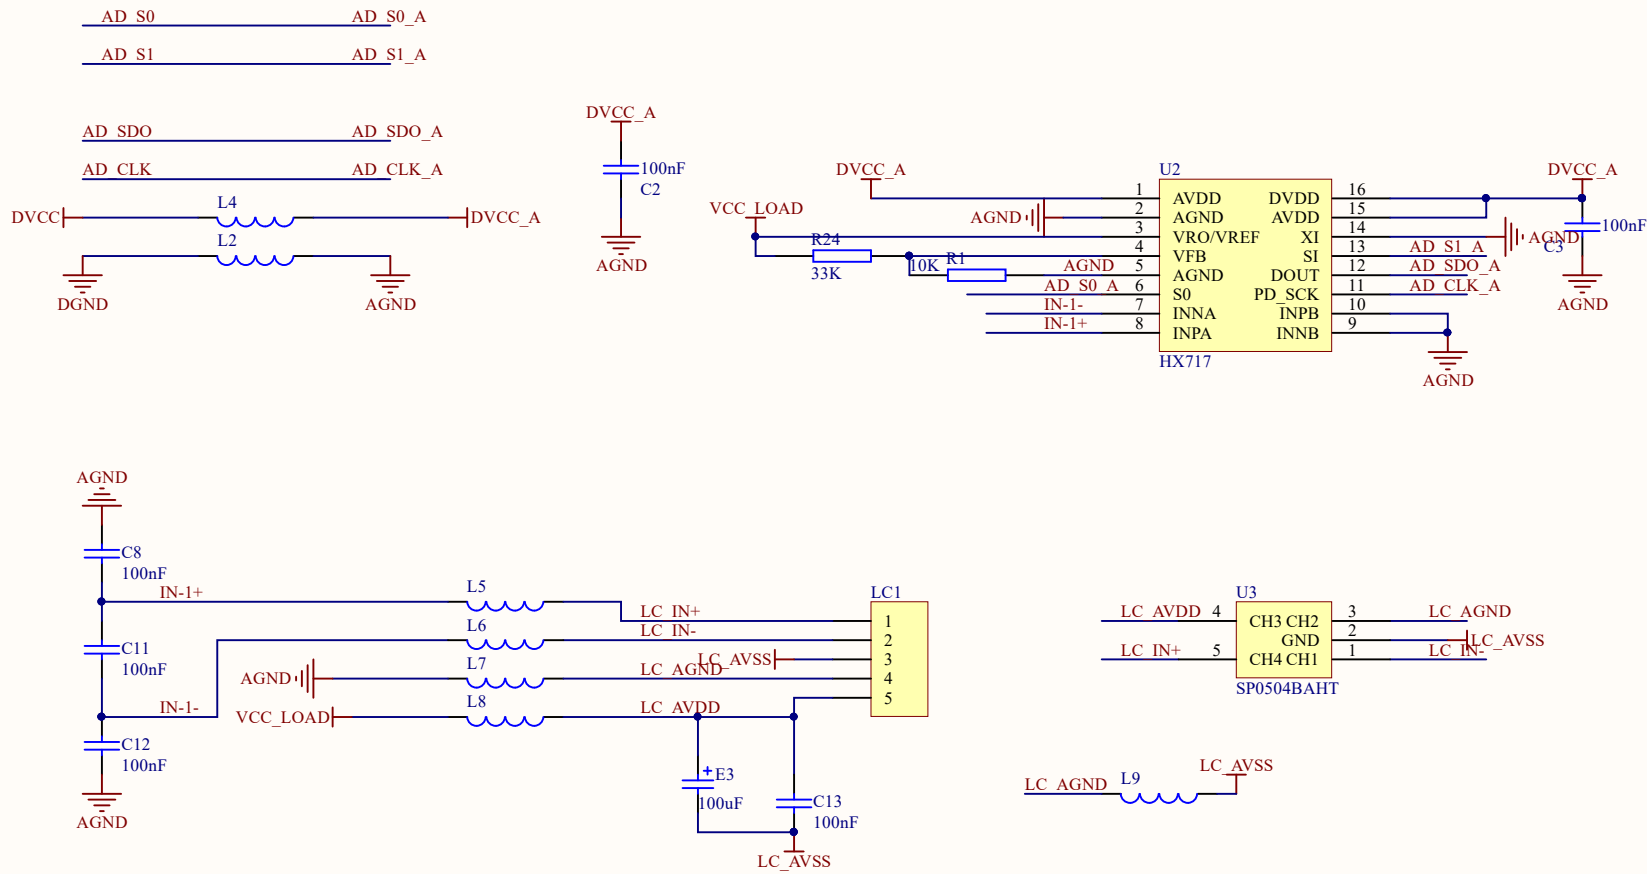 AD_S0 AD_S0_A
AD_S1 AD_S1_A
AD_SDO AD_SDO_A
AD_CLK AD_CLK_A
L4
DVCC DVCC_A
L2
DGND AGND
DVCC_A
100nF
C2
AGND
U2
DVCC_A
VCC_LOAD
AGND
R24
33K
10K
R1
AGND
AD_S0_A
IN-1-
IN-1+
1 AVDD DVDD 16
2 AGND AVDD 15
3 VRO/VREF XI 14
4 VFB SI 13
5 AGND DOUT 12
6 S0 PD_SCK 11
7 INNA INPB 10
8 INPA INNB 9
HX717
DVCC_A
100nF
C3
AGND
AGND
AD_S1_A
AD_SDO_A
AD_CLK_A
AGND
AGND
C8
100nF
IN-1+
C11
100nF
IN-1-
C12
100nF
AGND
L5
L6
L7
AGND
L8
VCC_LOAD
LC_IN+
LC_IN-
LC_AVSS
LC_AGND
LC_AVDD
LC1
1
2
3
4
5
E3
+
100uF
C13
100nF
LC_AVSS
U3
LC_AVDD 4 CH3 CH2 3 LC_AGND
GND 2 LC_AVSS
LC_IN+ 5 CH4 CH1 1 LC_IN-
SP0504BAHT
LC_AVSS
LC_AGND L9